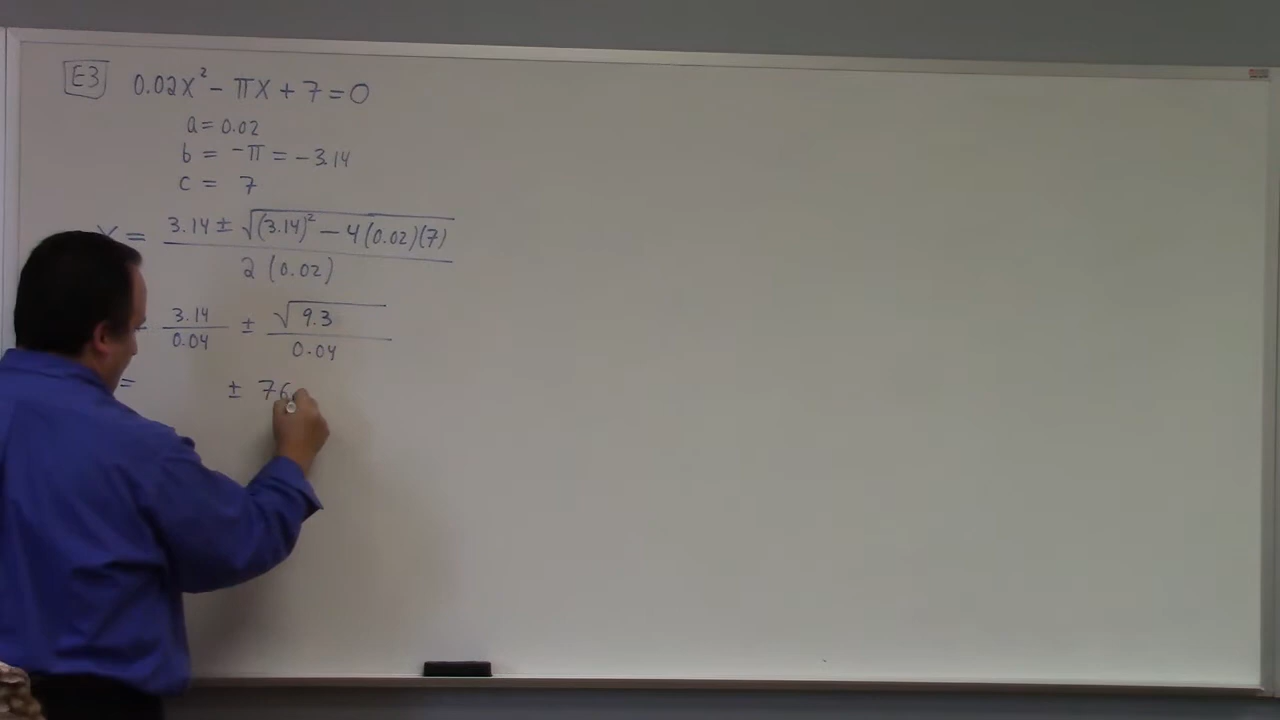 E3 0.02x² - πx + 7 = 0
a = 0.02
b = -π = -3.14
c = 7
x = (3.14 ± √((3.14)² - 4(0.02)(7))) / (2(0.02))
3.14/0.04 ± √9.3/0.04
= ± 76